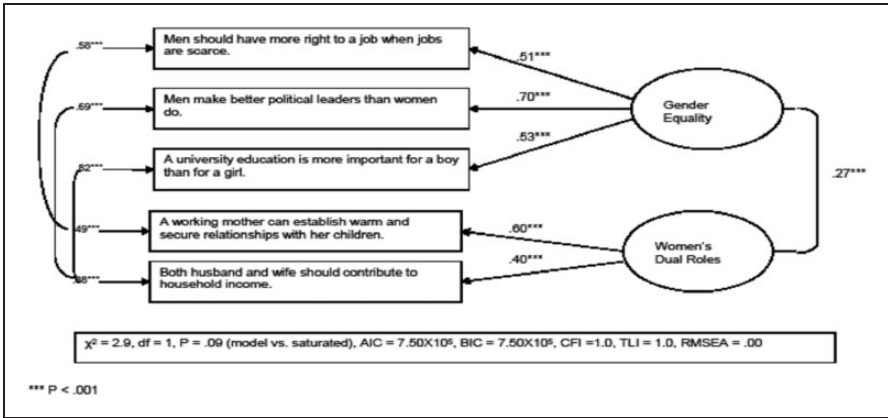 .58***
Men should have more right to a job when jobs
are scarce.
.51***
.69***
Men make better political leaders than women
do.
.70***
Gender
Equality
.53***
A university education is more important for a boy
than for a girl.
.27***
.49***
A working mother can establish warm and
secure relationships with her children.
.60***
Women's
Dual Roles
.40***
Both husband and wife should contribute to
household income.
χ² = 2.9, df = 1, P = .09 (model vs. saturated), AIC = 7.50X10⁵, BIC = 7.50X10⁵, CFI =1.0, TLI = 1.0, RMSEA = .00
*** P < .001